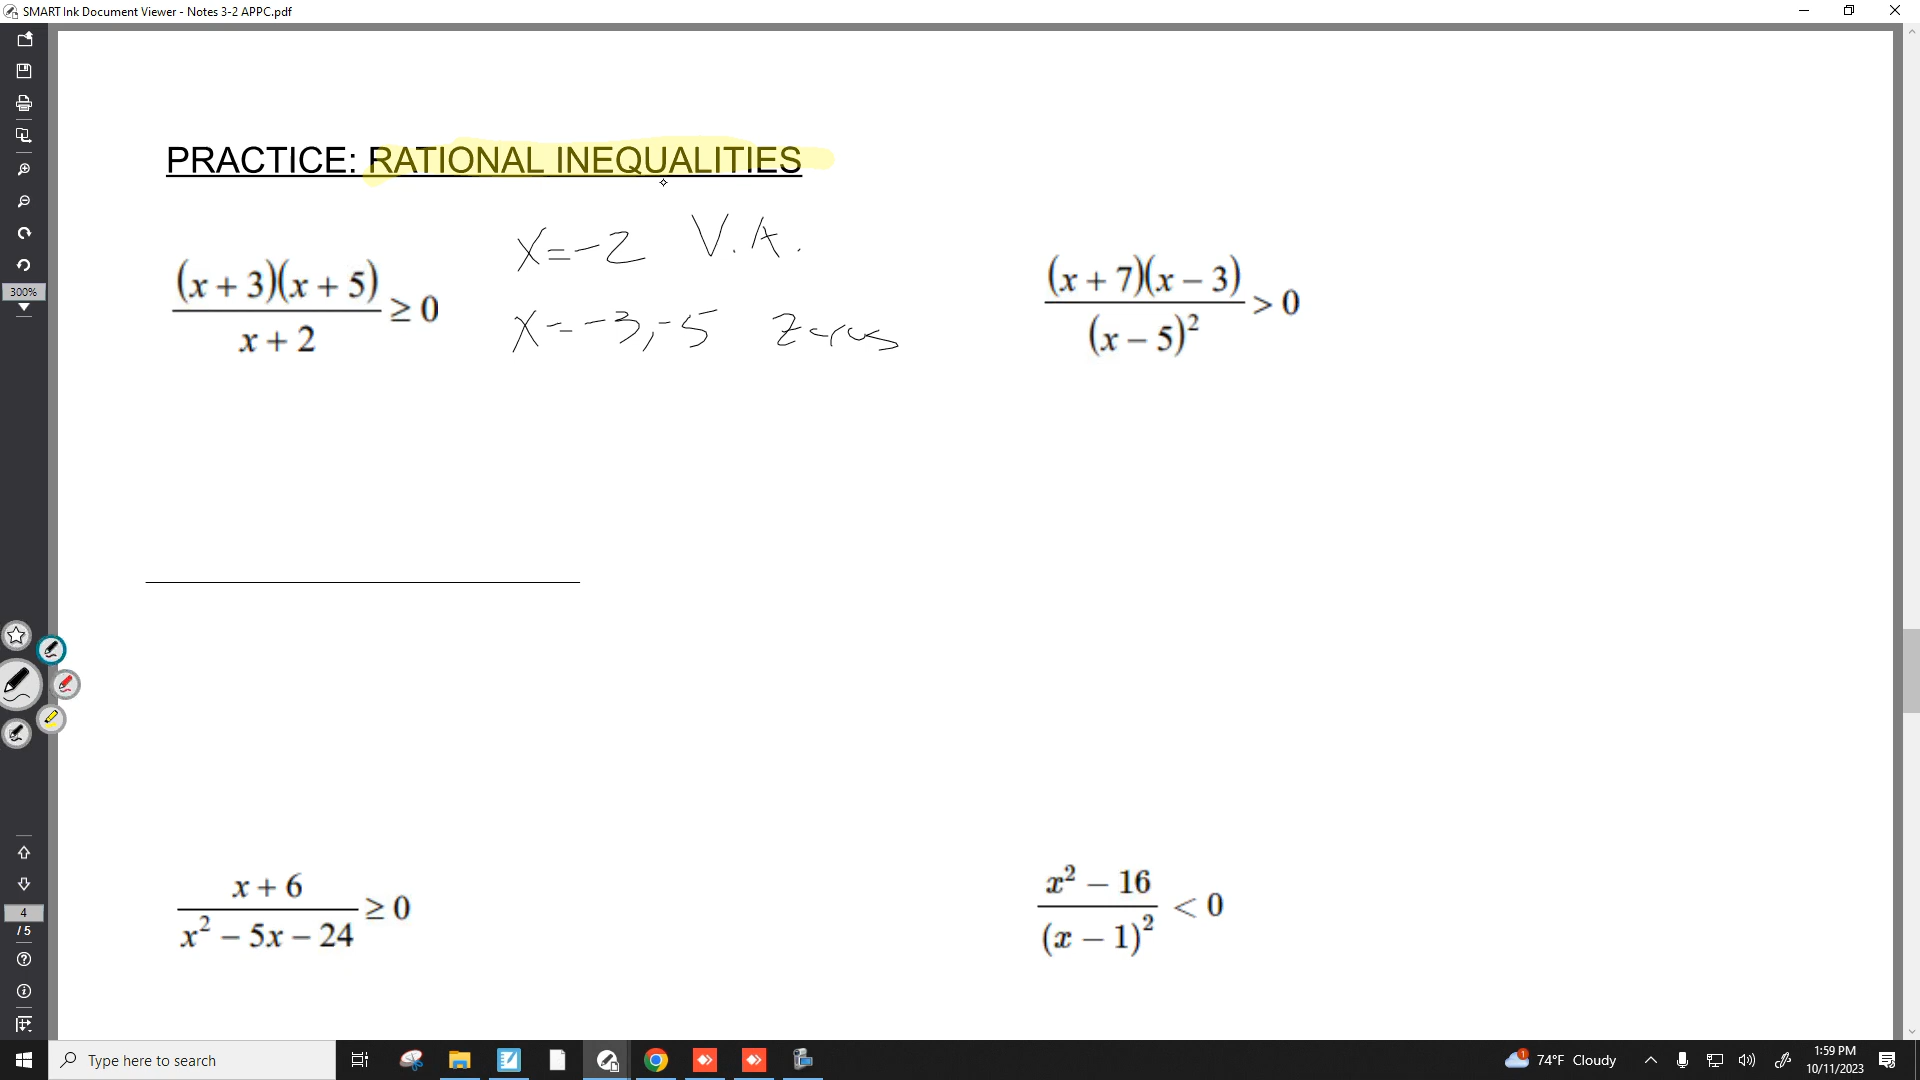 SMART Ink Document Viewer - Notes 3-2 APPC.pdf
PRACTICE: RATIONAL INEQUALITIES
x=-2 V.A.
(x + 3)(x + 5)
x + 2
≥ 0
x=-3,-5 zeros
(x + 7)(x − 3)
(x − 5)²
> 0
300%
x + 6
x² − 5x − 24
≥ 0
x² − 16
(x − 1)²
< 0
4
/ 5
Type here to search
1
74°F Cloudy
1:59 PM
10/11/2023